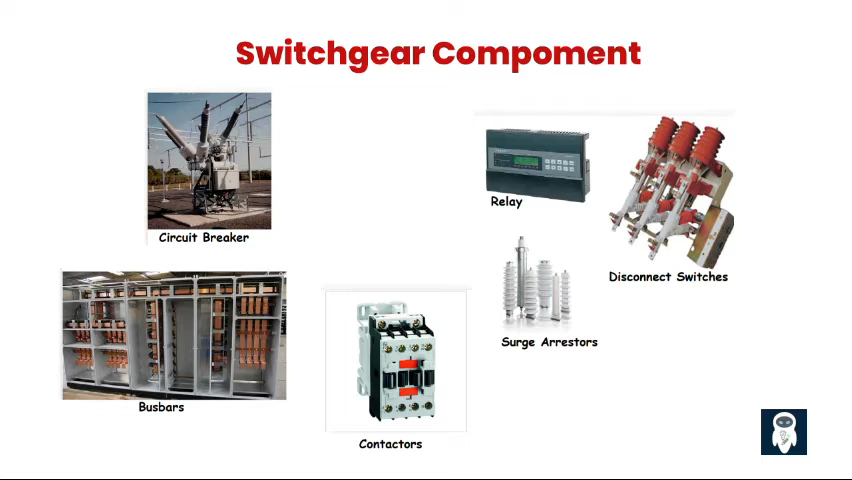 Switchgear Compoment
Circuit Breaker
Relay
Disconnect Switches
Surge Arrestors
Busbars
Contactors